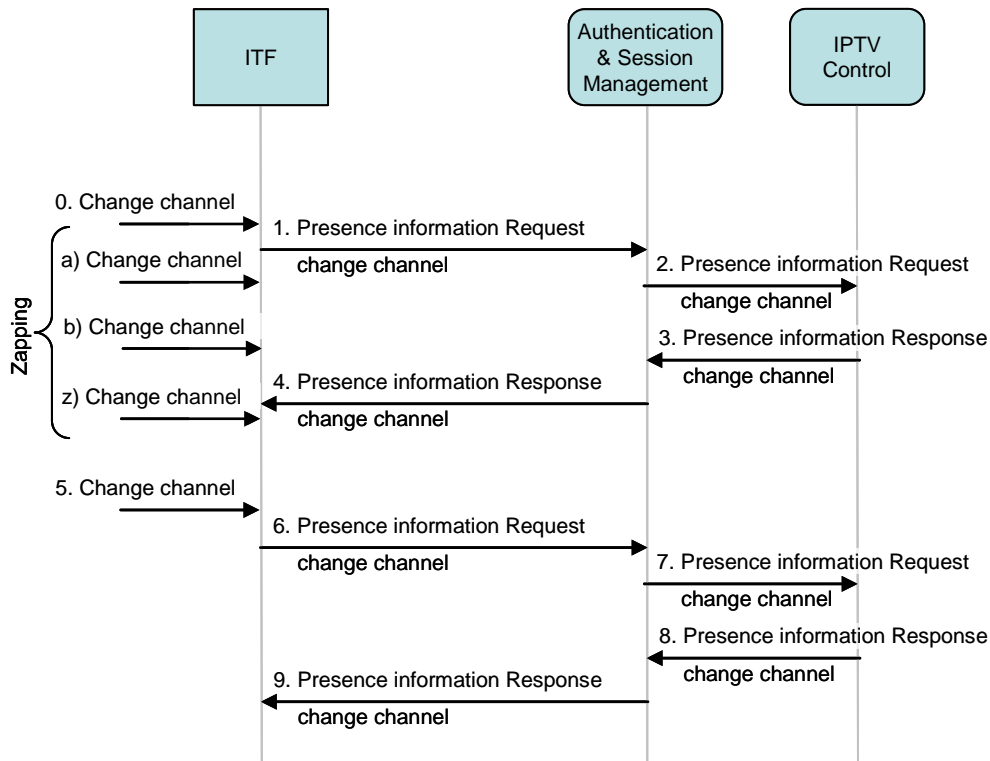 ITF
Authentication
& Session
Management
IPTV
Control
0. Change channel
1. Presence information Request
change channel
a) Change channel
2. Presence information Request
change channel
Zapping
b) Change channel
3. Presence information Response
change channel
4. Presence information Response
change channel
z) Change channel
5. Change channel
6. Presence information Request
change channel
7. Presence information Request
change channel
8. Presence information Response
change channel
9. Presence information Response
change channel